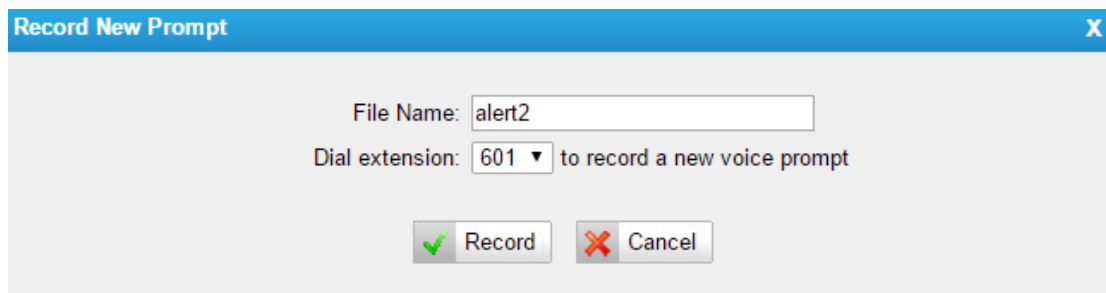 Record New Prompt X
File Name: alert2
Dial extension: 601 to record a new voice prompt
Record Cancel